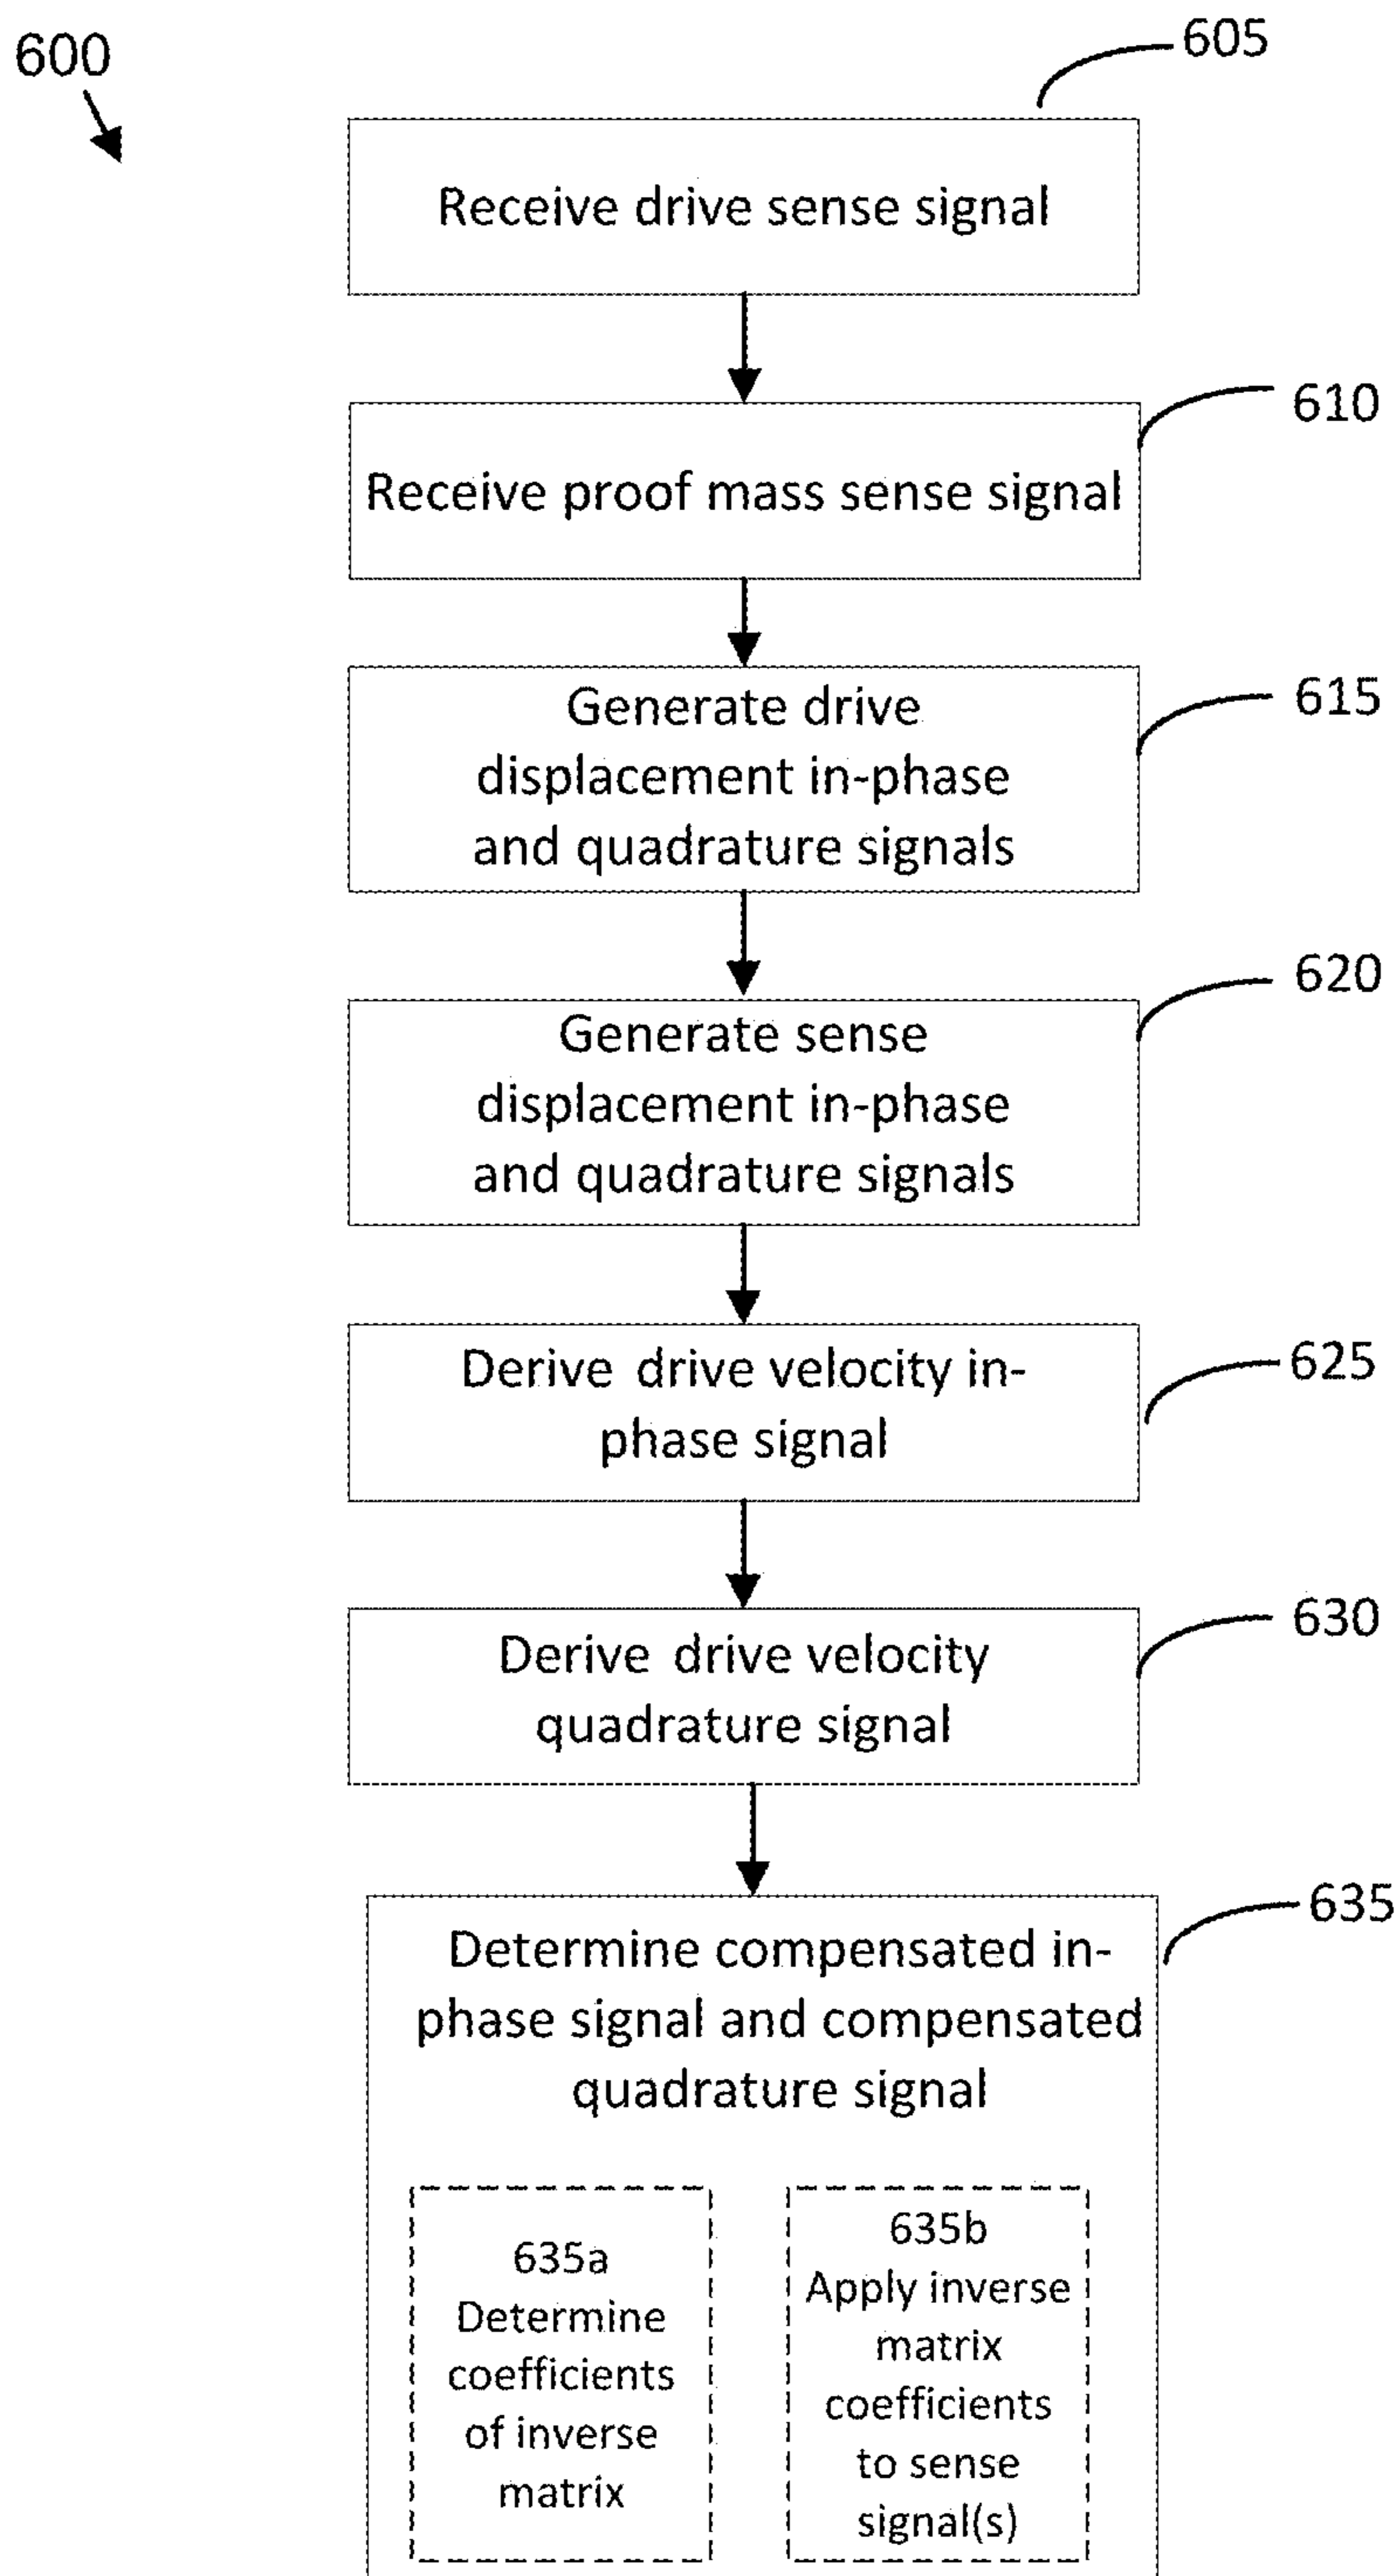 600
605
Receive drive sense signal
610
Receive proof mass sense signal
615
Generate drive
displacement in-phase
and quadrature signals
620
Generate sense
displacement in-phase
and quadrature signals
625
Derive drive velocity in-
phase signal
630
Derive drive velocity
quadrature signal
635
Determine compensated in-
phase signal and compensated
quadrature signal
635a
Determine
coefficients
of inverse
matrix
635b
Apply inverse
matrix
coefficients
to sense
signal(s)